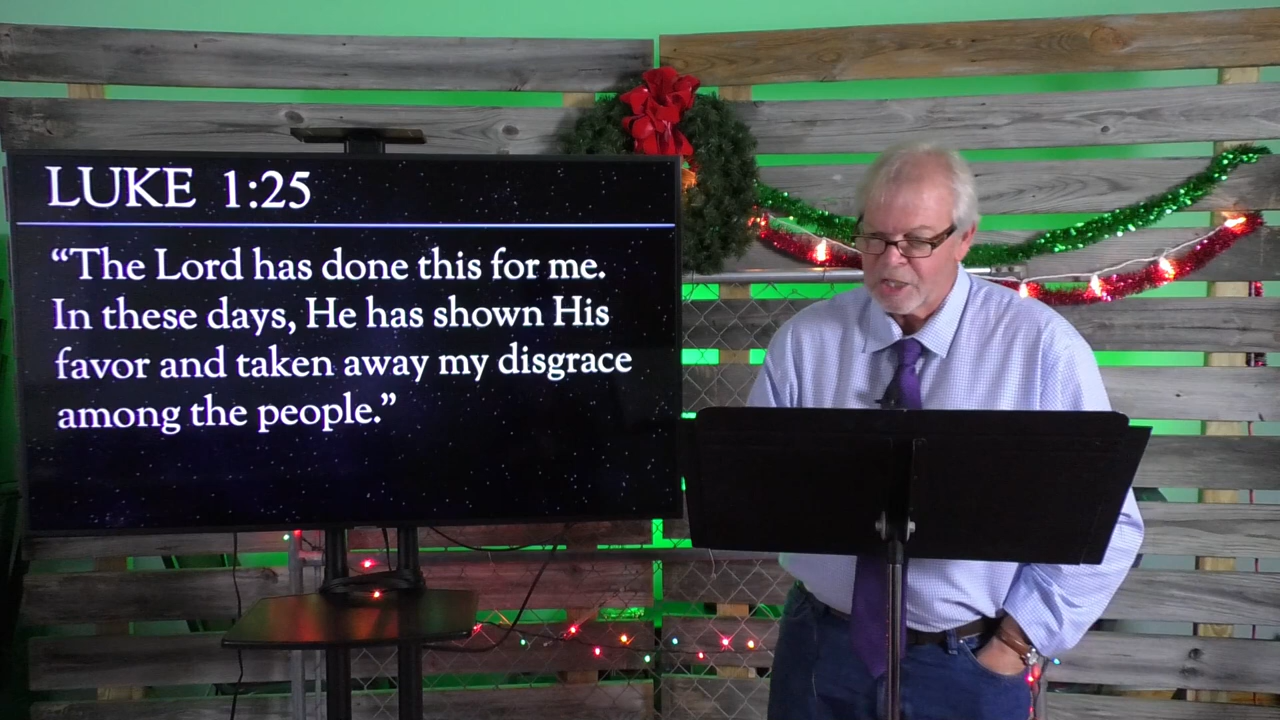 LUKE 1:25
“The Lord has done this for me.
In these days, He has shown His
favor and taken away my disgrace
among the people.”